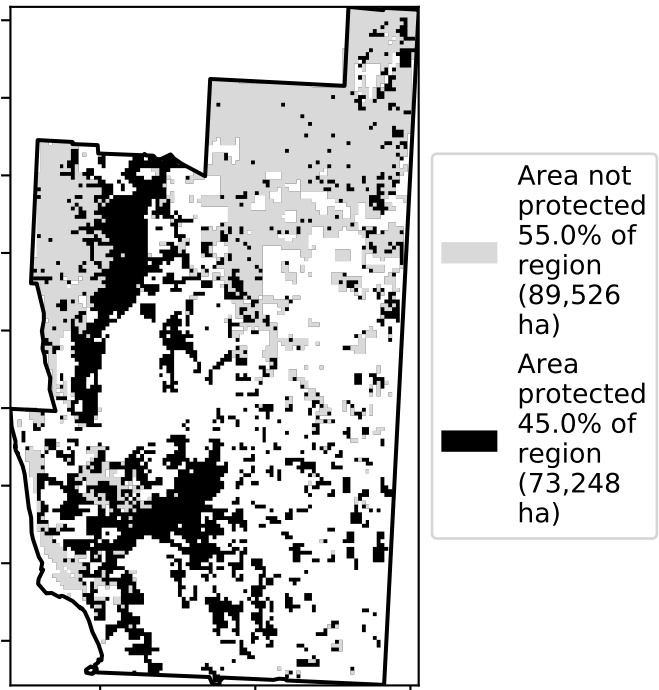 Area not
protected
55.0% of
region
(89,526
ha)
Area
protected
45.0% of
region
(73,248
ha)